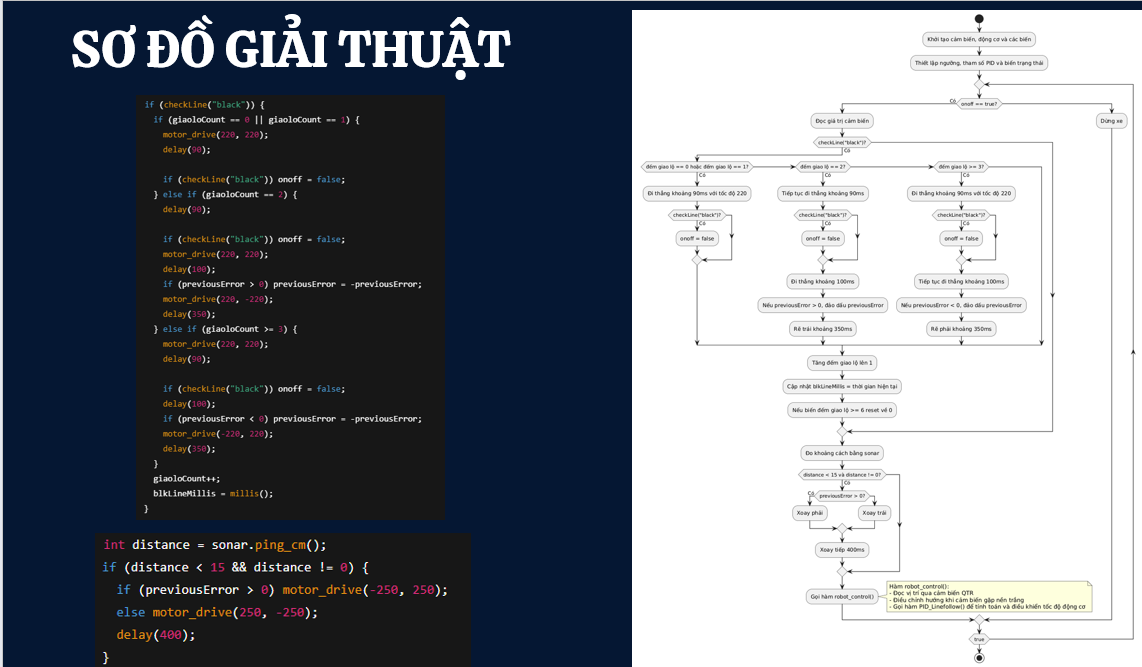 SƠ ĐỒ GIẢI THUẬT
if (checkLine("black")) {
if (giaoloCount == 0 || giaoloCount == 1) {
motor_drive(220, 220);
delay(90);
if (checkLine("black")) onoff = false;
} else if (giaoloCount == 2) {
delay(90);
if (checkLine("black")) onoff = false;
motor_drive(220, 220);
delay(100);
if (previousError > 0) previousError = -previousError;
motor_drive(220, -220);
delay(350);
} else if (giaoloCount >= 3) {
motor_drive(220, 220);
delay(90);
if (checkLine("black")) onoff = false;
delay(100);
if (previousError < 0) previousError = -previousError;
motor_drive(-220, 220);
delay(350);
}
giaoloCount++;
blkLineMillis = millis();
}
int distance = sonar.ping_cm();
if (distance < 15 && distance != 0) {
if (previousError > 0) motor_drive(-250, 250);
else motor_drive(250, -250);
delay(400);
}
Khởi tạo cảm biến, động cơ và các biến
Thiết lập ngưỡng, tham số PID và biến trạng thái
Có
onoff == true?
Đọc giá trị cảm biến
Dừng xe
checkLine("black")?
Có
đếm giao lộ == 0 hoặc đếm giao lộ == 1?
đếm giao lộ == 2?
đếm giao lộ >= 3?
Có
Có
Có
Đi thẳng khoảng 90ms với tốc độ 220
Tiếp tục đi thẳng khoảng 90ms
Đi thẳng khoảng 90ms với tốc độ 220
checkLine("black")?
checkLine("black")?
checkLine("black")?
Có
Có
Có
onoff = false
onoff = false
onoff = false
Đi thẳng khoảng 100ms
Tiếp tục đi thẳng khoảng 100ms
Nếu previousError > 0, đảo dấu previousError
Nếu previousError < 0, đảo dấu previousError
Rẽ trái khoảng 350ms
Rẽ phải khoảng 350ms
Tăng đếm giao lộ lên 1
Cập nhật blkLineMillis = thời gian hiện tại
Nếu biến đếm giao lộ >= 6 reset về 0
Đo khoảng cách bằng sonar
distance < 15 và distance != 0?
Có
Có
previousError > 0?
Xoay phải
Xoay trái
Xoay tiếp 400ms
Gọi hàm robot_control()
Hàm robot_control():
- Đọc vị trí qua cảm biến QTR
- Điều chỉnh hướng khi cảm biến gặp nền trắng
- Gọi hàm PID_Linefollow() để tính toán và điều khiển tốc độ động cơ
true